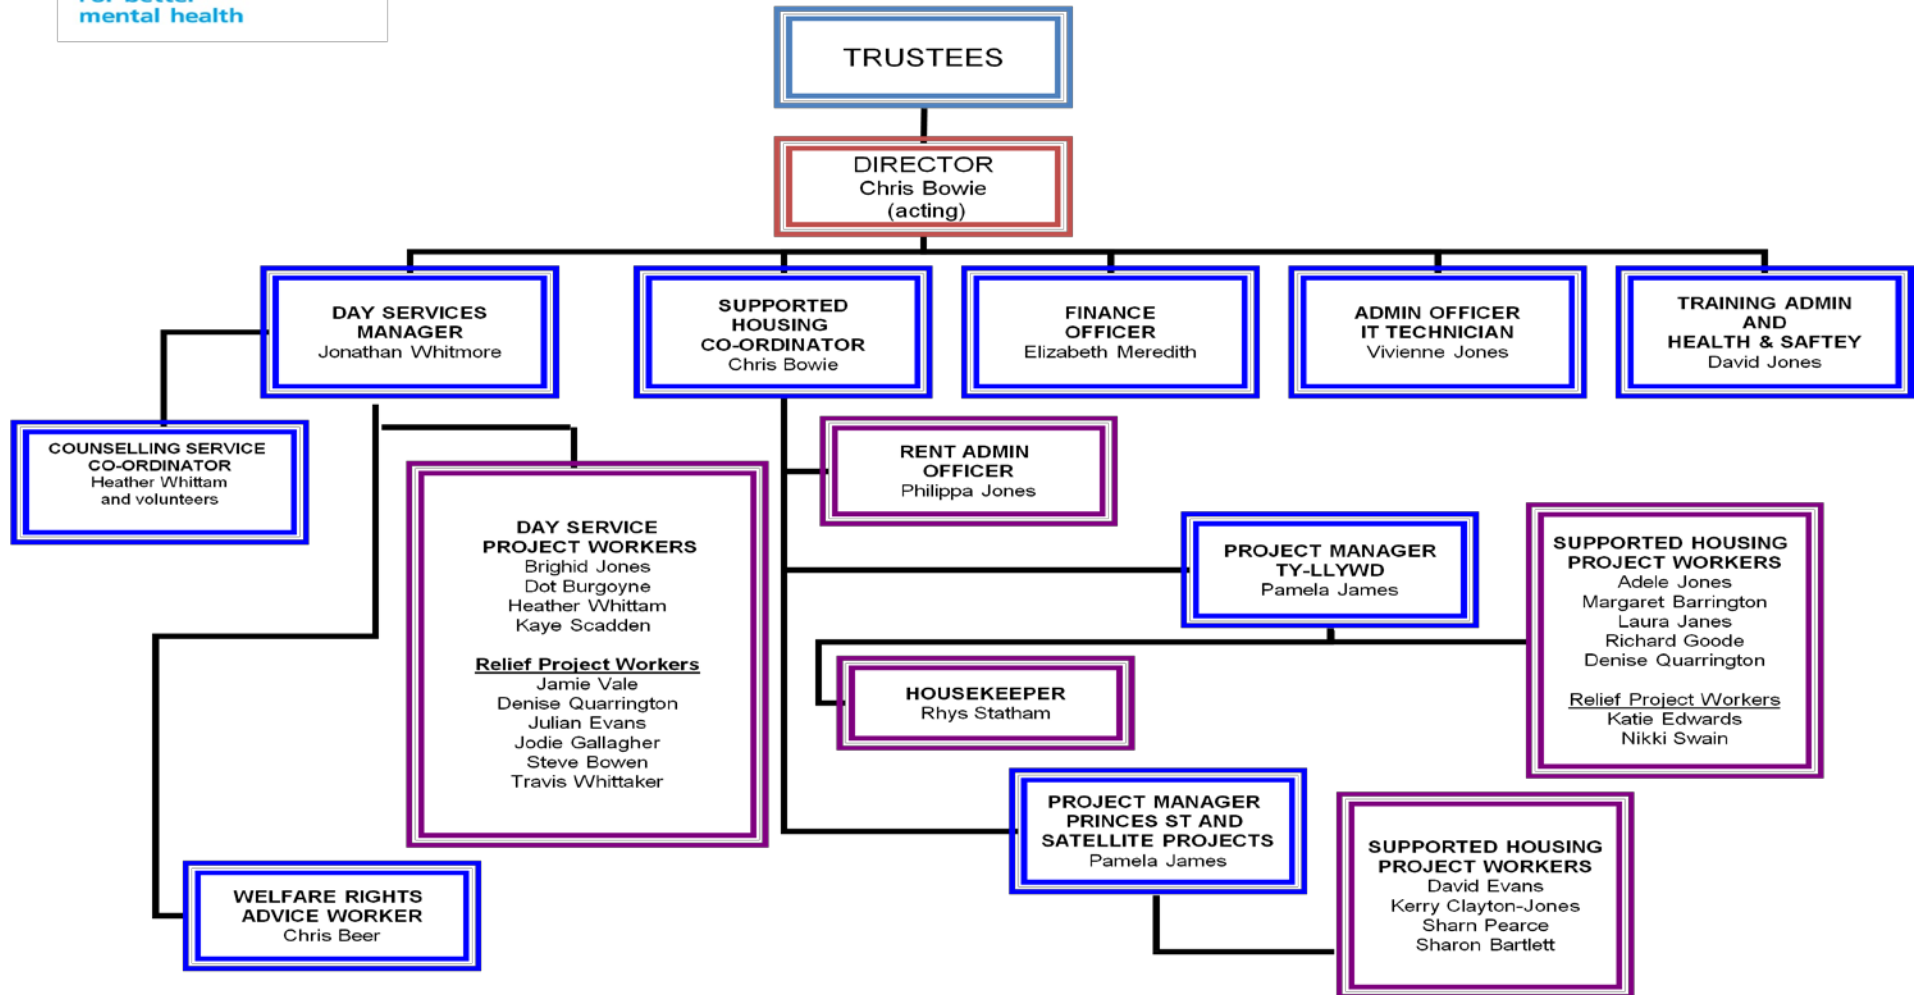 For better
mental health
TRUSTEES
DIRECTOR
Chris Bowie
(acting)
DAY SERVICES
MANAGER
Jonathan Whitmore
SUPPORTED
HOUSING
CO-ORDINATOR
Chris Bowie
FINANCE
OFFICER
Elizabeth Meredith
ADMIN OFFICER
IT TECHNICIAN
Vivienne Jones
TRAINING ADMIN
AND
HEALTH & SAFTEY
David Jones
COUNSELLING SERVICE
CO-ORDINATOR
Heather Whittam
and volunteers
RENT ADMIN
OFFICER
Philippa Jones
DAY SERVICE
PROJECT WORKERS
Brighid Jones
Dot Burgoyne
Heather Whittam
Kaye Scadden
Relief Project Workers
Jamie Vale
Denise Quarrington
Julian Evans
Jodie Gallagher
Steve Bowen
Travis Whittaker
PROJECT MANAGER
TY-LLYWD
Pamela James
SUPPORTED HOUSING
PROJECT WORKERS
Adele Jones
Margaret Barrington
Laura Janes
Richard Goode
Denise Quarrington
Relief Project Workers
Katie Edwards
Nikki Swain
HOUSEKEEPER
Rhys Statham
PROJECT MANAGER
PRINCES ST AND
SATELLITE PROJECTS
Pamela James
SUPPORTED HOUSING
PROJECT WORKERS
David Evans
Kerry Clayton-Jones
Sharn Pearce
Sharon Bartlett
WELFARE RIGHTS
ADVICE WORKER
Chris Beer